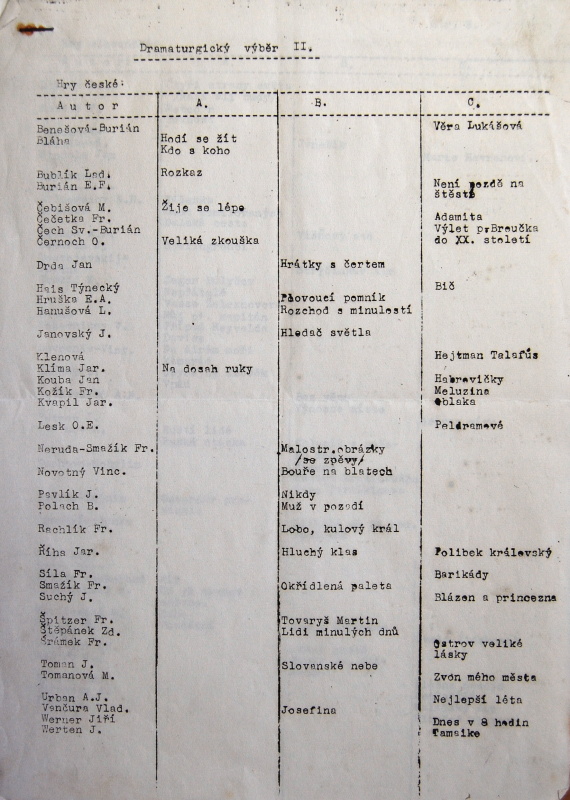 Dramaturgický výběr II.
Hry české:
Autor A. B. C.
Benešová-Burián Věra Lukášová
Bláha Hodí se žít
Kdo s koho
Bublík Lad. Rozkaz
Burián E.F. Není pozdě na
štěstí
Čebišová M. Žije se lépe
Čečetka Fr. Adamita
Čech Sv.-Burian Výlet p.Broučka
Černoch O. Veliká zkouška do XX. století
Drda Jan Hrátky s čertem
Hais Týnecký Bič
Hruška E.A. Plovoucí pomník
Hanušová L. Rozchod s minulostí
Janovský J. Hledač světla
Klenová Hejtman Talafús
Klíma Jar. Na dosah ruky
Kouba Jan Habrovičky
Kožík Fr. Meluzina
Kvapil Jar. Oblaka
Lesk O.E. Peldramové
Neruda-Smažík Fr. Malostr.obrázky
/se zpěvy/
Novotný Vinc. Bouře na blatech
Pavlík J. Nikdy
Polach B. Muž v pozadí
Rachlík Fr. Lobo, kulový král
Říha Jar. Hluchý klas Polibek královský
Síla Fr. Barikády
Smažík Fr. Okřídlená paleta
Suchý J. Blázen a princezna
Špitzer Fr. Tovaryš Martin
Štěpánek Zd. Lidi minulých dnů
Šrámek Fr. Ostrov veliké
lásky
Toman J. Slovanské nebe
Tomanová M. Zvon mého města
Urban A.J. Nejlepší léta
Vančura Vlad. Josefina
Werner Jiří Dnes v 8 hodin
Werten J. Tamaike